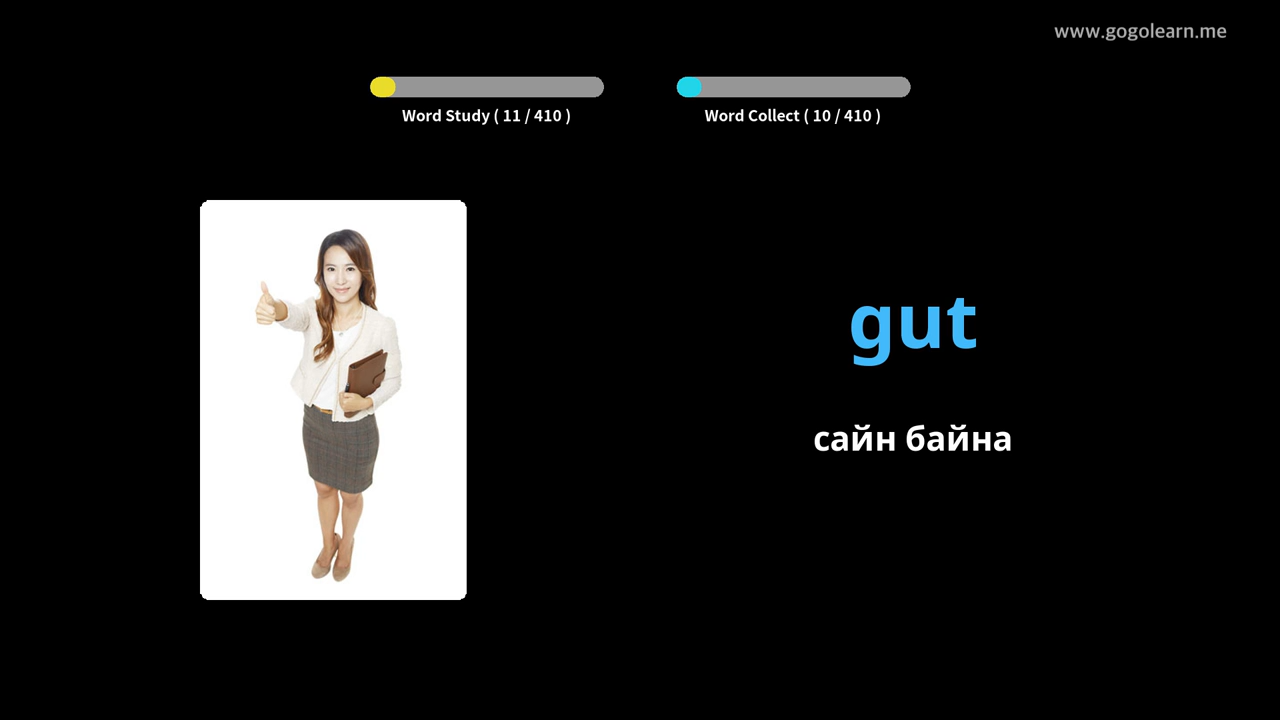 www.gogolearn.me
Word Study ( 11 / 410 )
Word Collect ( 10 / 410 )
gut
сайн байна